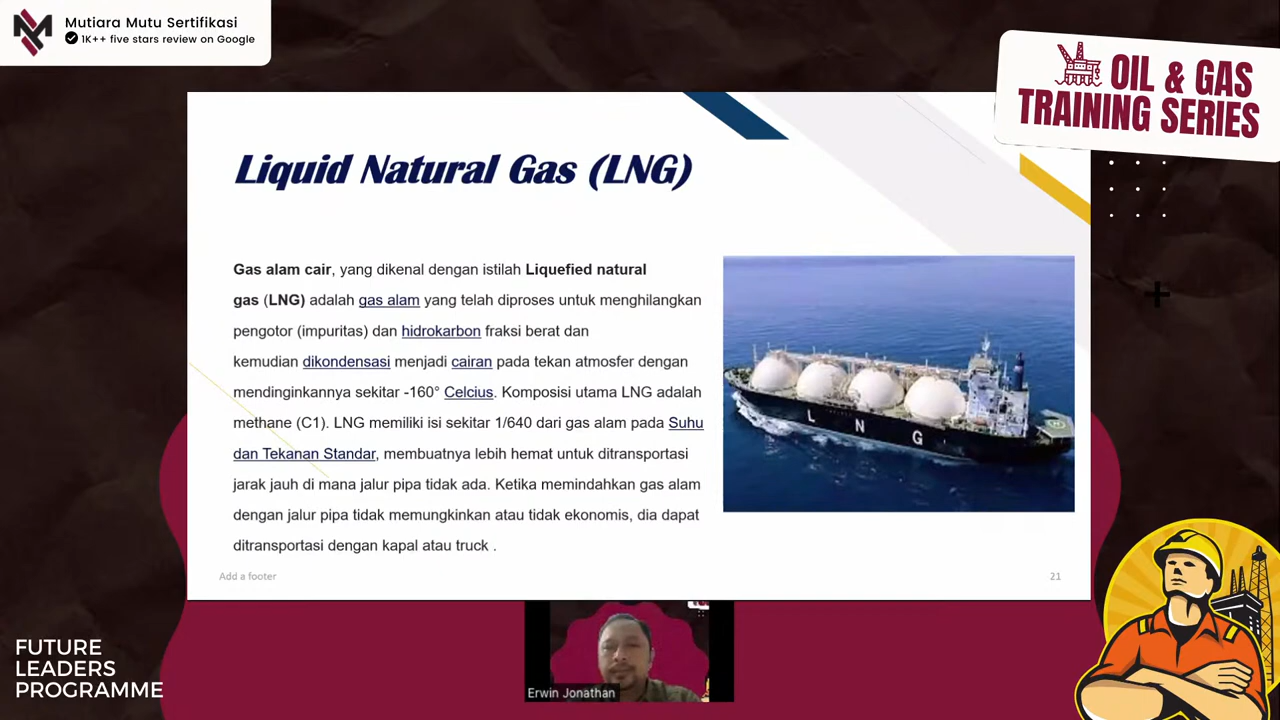 Mutiara Mutu Sertifikasi
1K++ five stars review on Google
OIL & GAS
TRAINING SERIES
Liquid Natural Gas (LNG)
Gas alam cair, yang dikenal dengan istilah Liquefied natural
gas (LNG) adalah gas alam yang telah diproses untuk menghilangkan
pengotor (impuritas) dan hidrokarbon fraksi berat dan
kemudian dikondensasi menjadi cairan pada tekan atmosfer dengan
mendinginkannya sekitar -160° Celcius. Komposisi utama LNG adalah
methane (C1). LNG memiliki isi sekitar 1/640 dari gas alam pada Suhu
dan Tekanan Standar, membuatnya lebih hemat untuk ditransportasi
jarak jauh di mana jalur pipa tidak ada. Ketika memindahkan gas alam
dengan jalur pipa tidak memungkinkan atau tidak ekonomis, dia dapat
ditransportasi dengan kapal atau truck .
L N G
Add a footer
21
FUTURE
LEADERS
PROGRAMME
Erwin Jonathan